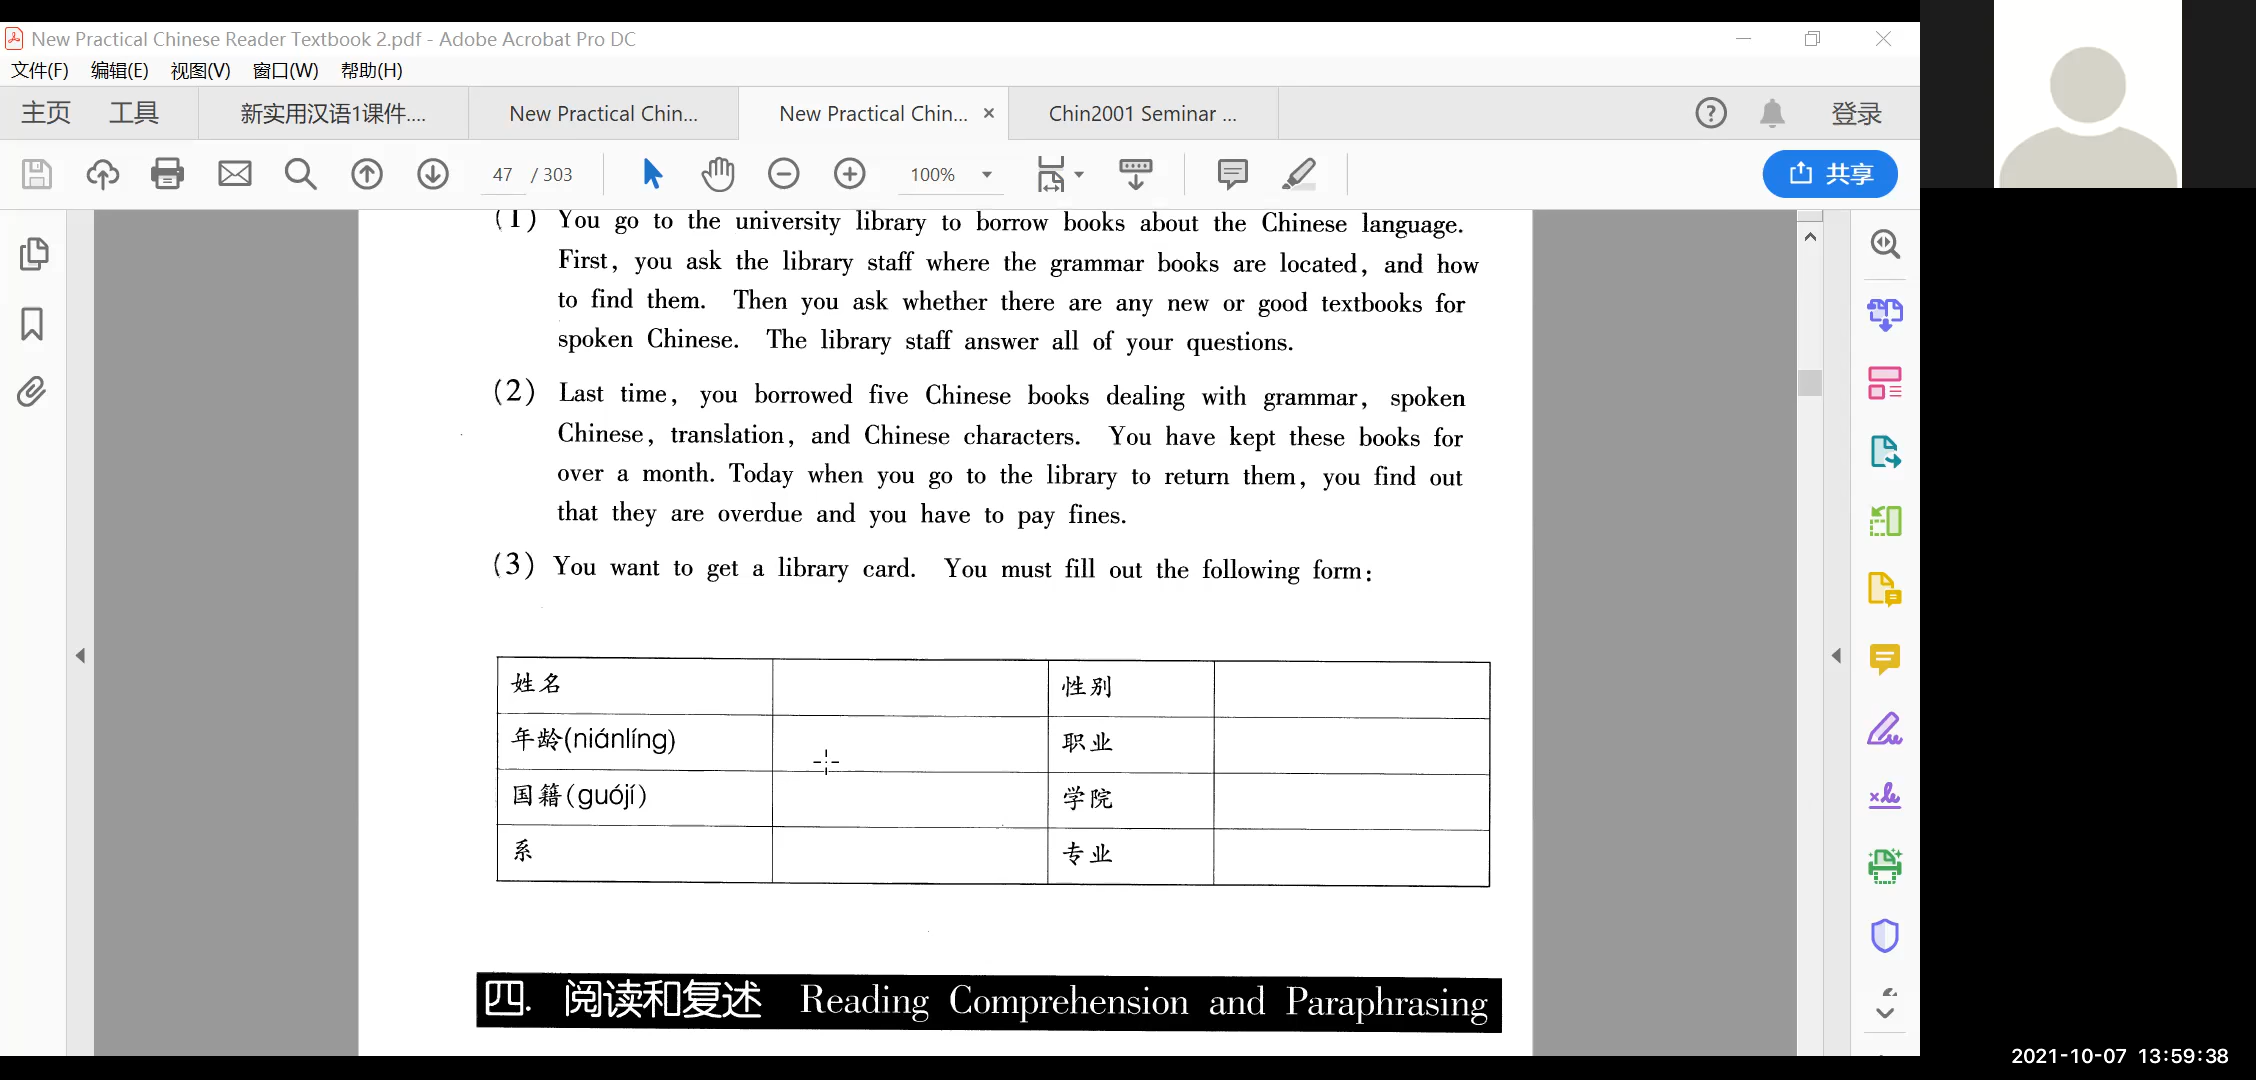 New Practical Chinese Reader Textbook 2.pdf - Adobe Acrobat Pro DC
文件(F) 编辑(E) 视图(V) 窗口(W) 帮助(H)
主页 工具 新实用汉语1课件.... New Practical Chin... New Practical Chin... × Chin2001 Seminar ... 登录
47 / 303 100% 共享
(1) You go to the university library to borrow books about the Chinese language.
First, you ask the library staff where the grammar books are located, and how
to find them. Then you ask whether there are any new or good textbooks for
spoken Chinese. The library staff answer all of your questions.
(2) Last time, you borrowed five Chinese books dealing with grammar, spoken
Chinese, translation, and Chinese characters. You have kept these books for
over a month. Today when you go to the library to return them, you find out
that they are overdue and you have to pay fines.
(3) You want to get a library card. You must fill out the following form:
姓名 性别
年龄(niánlíng) 职业
国籍(guójí) 学院
系 专业
四. 阅读和复述 Reading Comprehension and Paraphrasing
2021-10-07 13:59:38